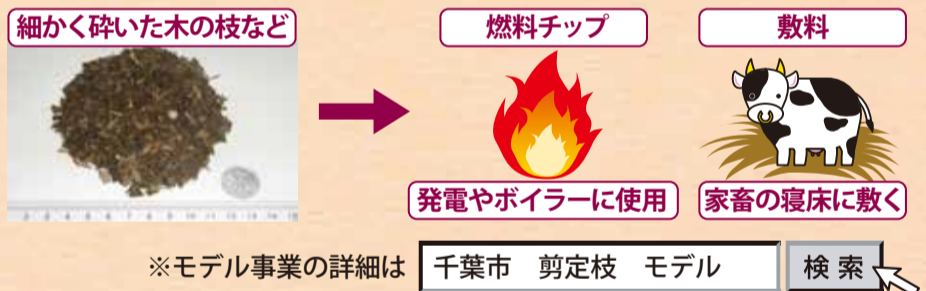 細かく砕いた木の枝など
燃料チップ
敷料
発電やボイラーに使用
家畜の寝床に敷く
※モデル事業の詳細は 千葉市 剪定枝 モデル 検索